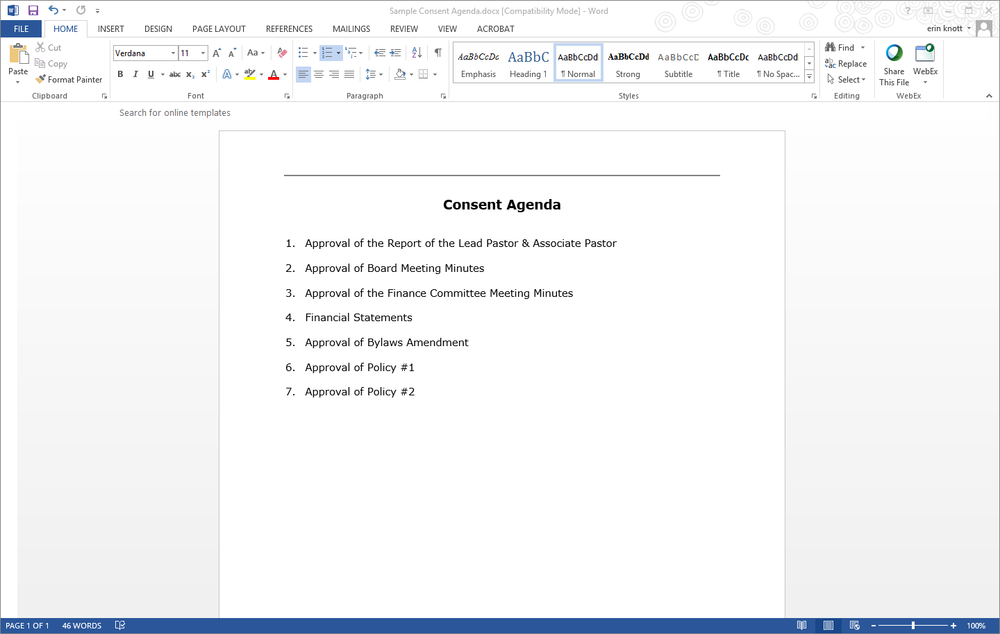 Sample Consent Agenda.docx [Compatibility Mode] - Word
FILE HOME INSERT DESIGN PAGE LAYOUT REFERENCES MAILINGS REVIEW VIEW ACROBAT erin knott
Paste
Cut
Copy
Format Painter
Clipboard
Verdana 11
Aa
B I U abc x₂ x²
A ab A
Font
Paragraph
AaBbCcDc AaBbC AaBbCcDd AaBbCcDd AaBbCcD AaBbCcDc AaBbCcDd
Emphasis Heading 1 ¶ Normal Strong Subtitle ¶ Title ¶ No Spac...
Styles
Find
Replace
Select
Editing
Share This File
WebEx
WebEx
Search for online templates
Consent Agenda
1. Approval of the Report of the Lead Pastor & Associate Pastor
2. Approval of Board Meeting Minutes
3. Approval of the Finance Committee Meeting Minutes
4. Financial Statements
5. Approval of Bylaws Amendment
6. Approval of Policy #1
7. Approval of Policy #2
PAGE 1 OF 1 46 WORDS 100%